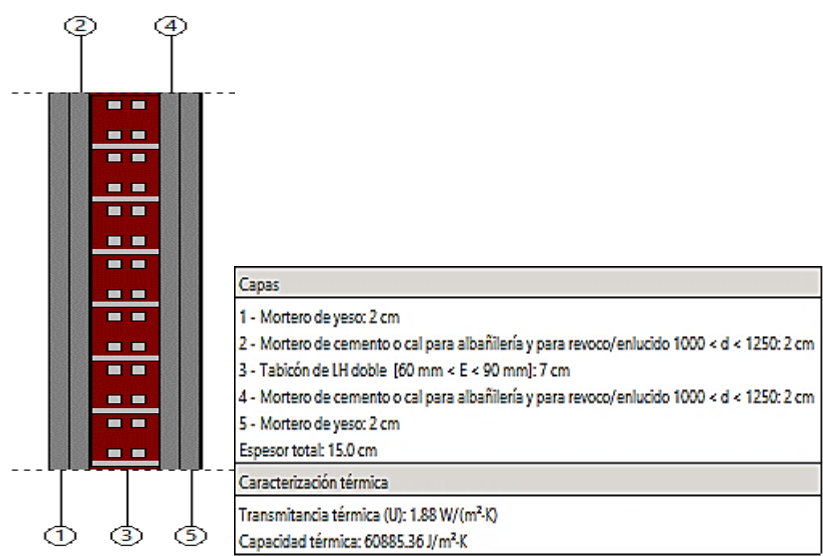 2
4
Capas
1 - Mortero de yeso: 2 cm
2 - Mortero de cemento o cal para albañilería y para revoco/enlucido 1000 < d < 1250: 2 cm
3 - Tabicón de LH doble [60 mm < E < 90 mm]: 7 cm
4 - Mortero de cemento o cal para albañilería y para revoco/enlucido 1000 < d < 1250: 2 cm
5 - Mortero de yeso: 2 cm
Espesor total: 15.0 cm
Caracterización térmica
Transmitancia térmica (U): 1.88 W/(m²·K)
Capacidad térmica: 60885.36 J/m²·K
1
3
5